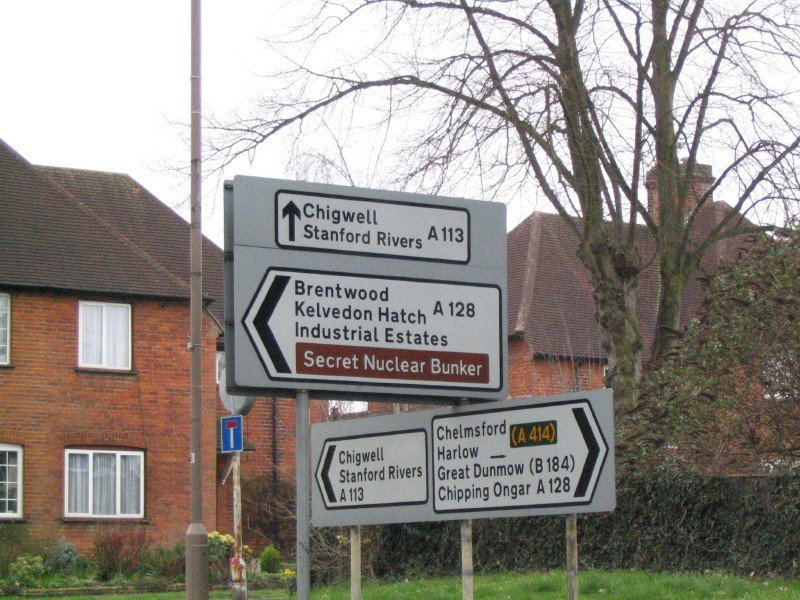 Chigwell
Stanford Rivers A 113
Brentwood
Kelvedon Hatch A 128
Industrial Estates
Secret Nuclear Bunker
Chigwell
Stanford Rivers
A 113
Chelmsford (A 414)
Harlow
Great Dunmow (B 184)
Chipping Ongar A 128